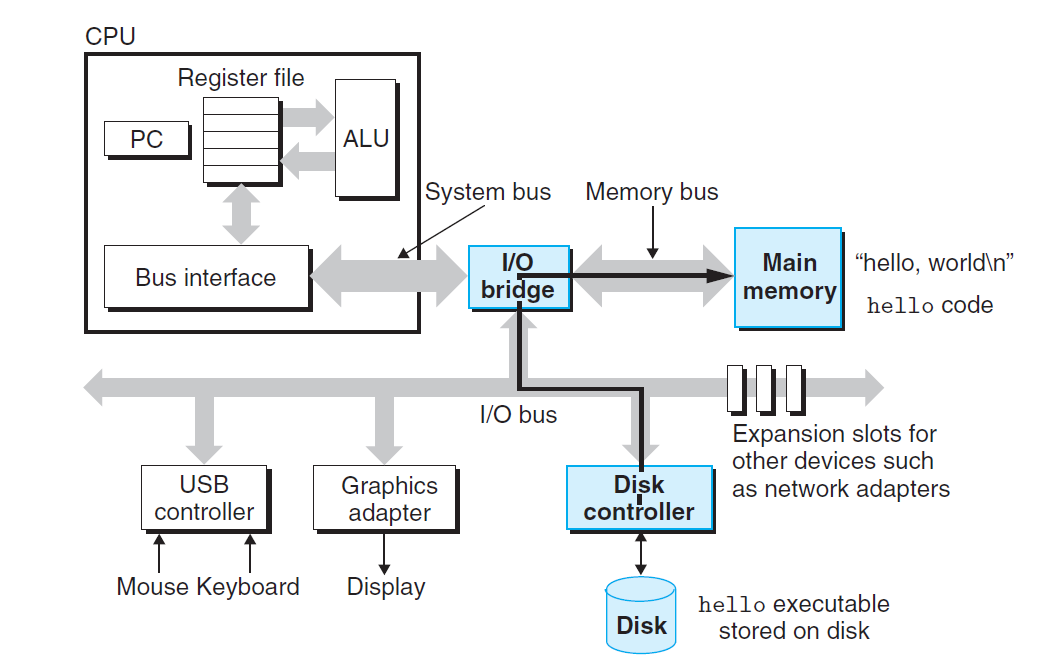 CPU
Register file
PC
ALU
System bus
Memory bus
Bus interface
I/O
bridge
Main
memory
“hello, world\n”
hello code
I/O bus
Expansion slots for
other devices such
as network adapters
USB
controller
Graphics
adapter
Disk
controller
Mouse Keyboard
Display
Disk
hello executable
stored on disk